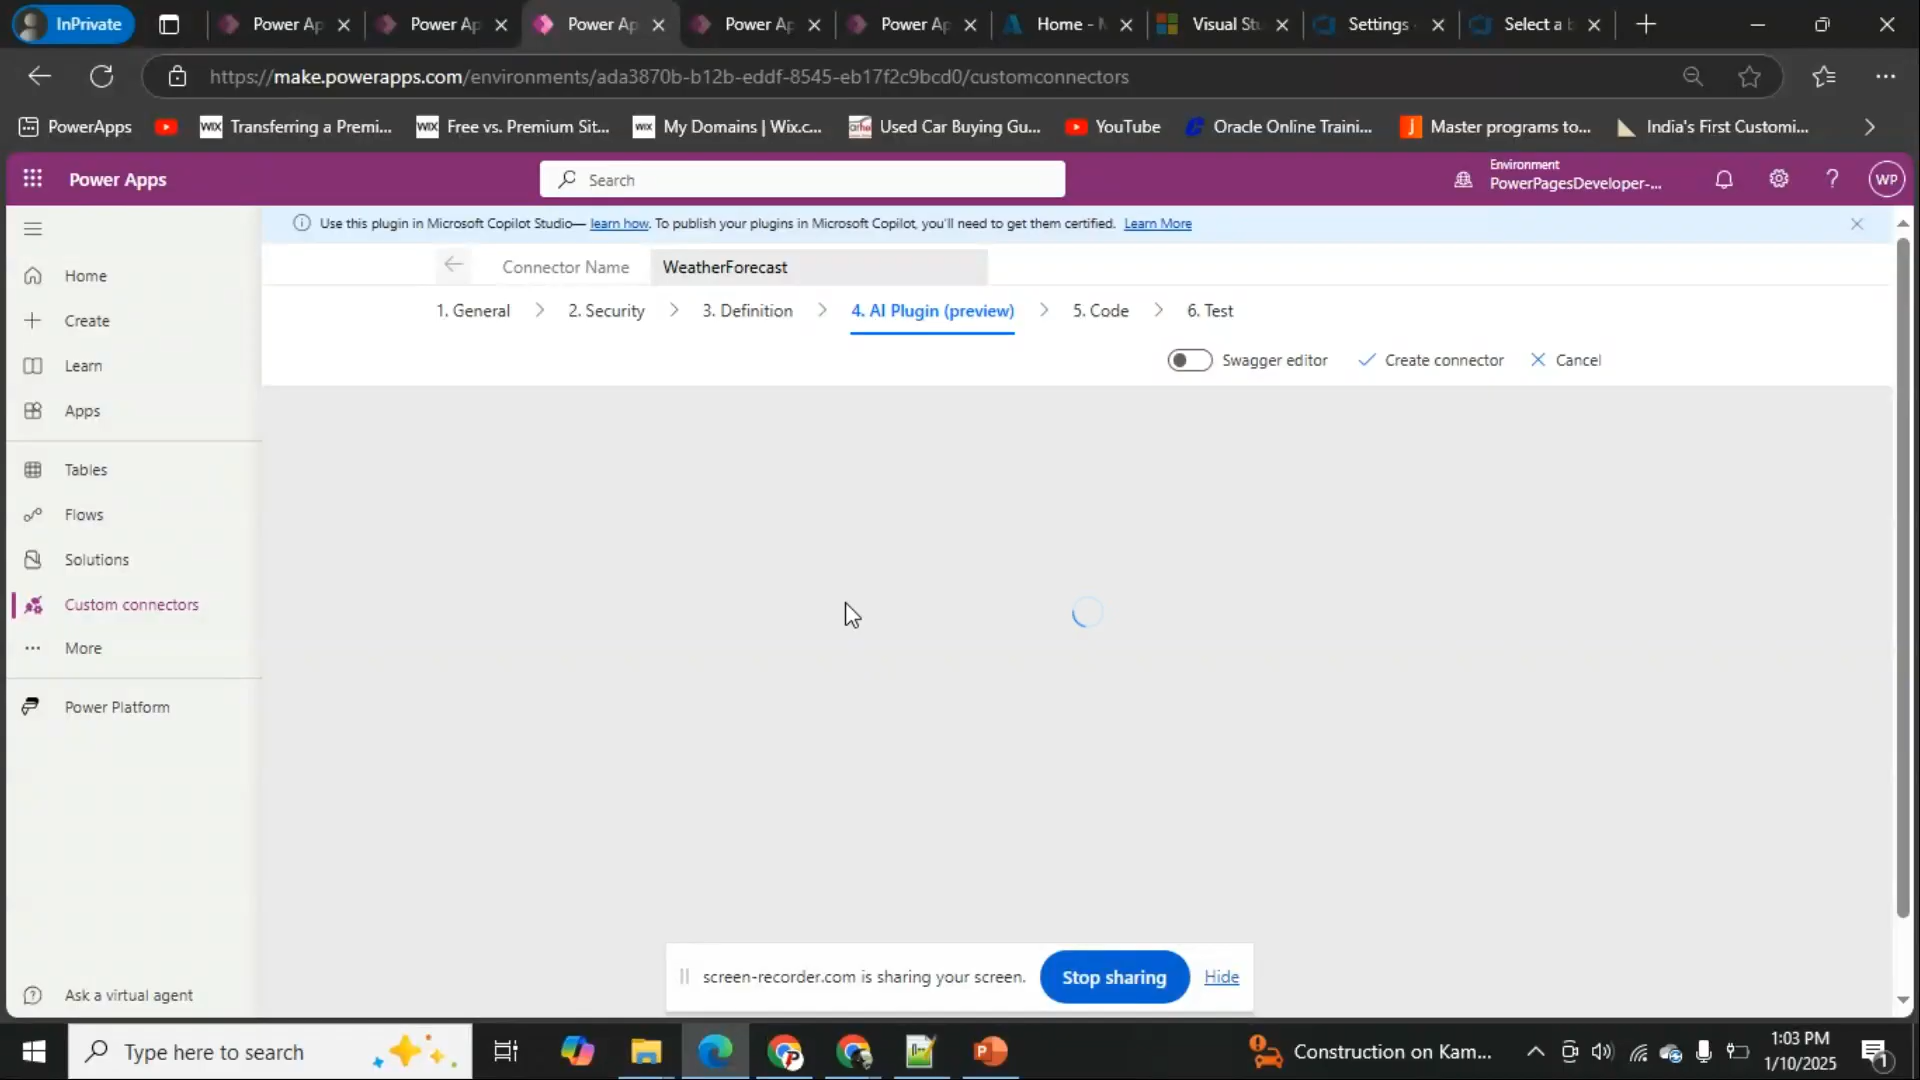 InPrivate
Power Ap
Power Ap
Power Ap
Power Ap
Power Ap
Home - M
Visual Stu
Settings -
Select a b
https://make.powerapps.com/environments/ada3870b-b12b-eddf-8545-eb17f2c9bcd0/customconnectors
PowerApps
WIX Transferring a Premi...
WIX Free vs. Premium Sit...
WIX My Domains | Wix.c...
Used Car Buying Gu...
YouTube
Oracle Online Traini...
Master programs to...
India's First Customi...
Power Apps
Search
Environment
PowerPagesDeveloper-...
WP
Use this plugin in Microsoft Copilot Studio— learn how. To publish your plugins in Microsoft Copilot, you'll need to get them certified. Learn More
Connector Name WeatherForecast
1. General
2. Security
3. Definition
4. AI Plugin (preview)
5. Code
6. Test
Swagger editor
Create connector
Cancel
Home
Create
Learn
Apps
Tables
Flows
Solutions
Custom connectors
More
Power Platform
Ask a virtual agent
screen-recorder.com is sharing your screen.
Stop sharing
Hide
Type here to search
Construction on Kam...
1:03 PM
1/10/2025
1